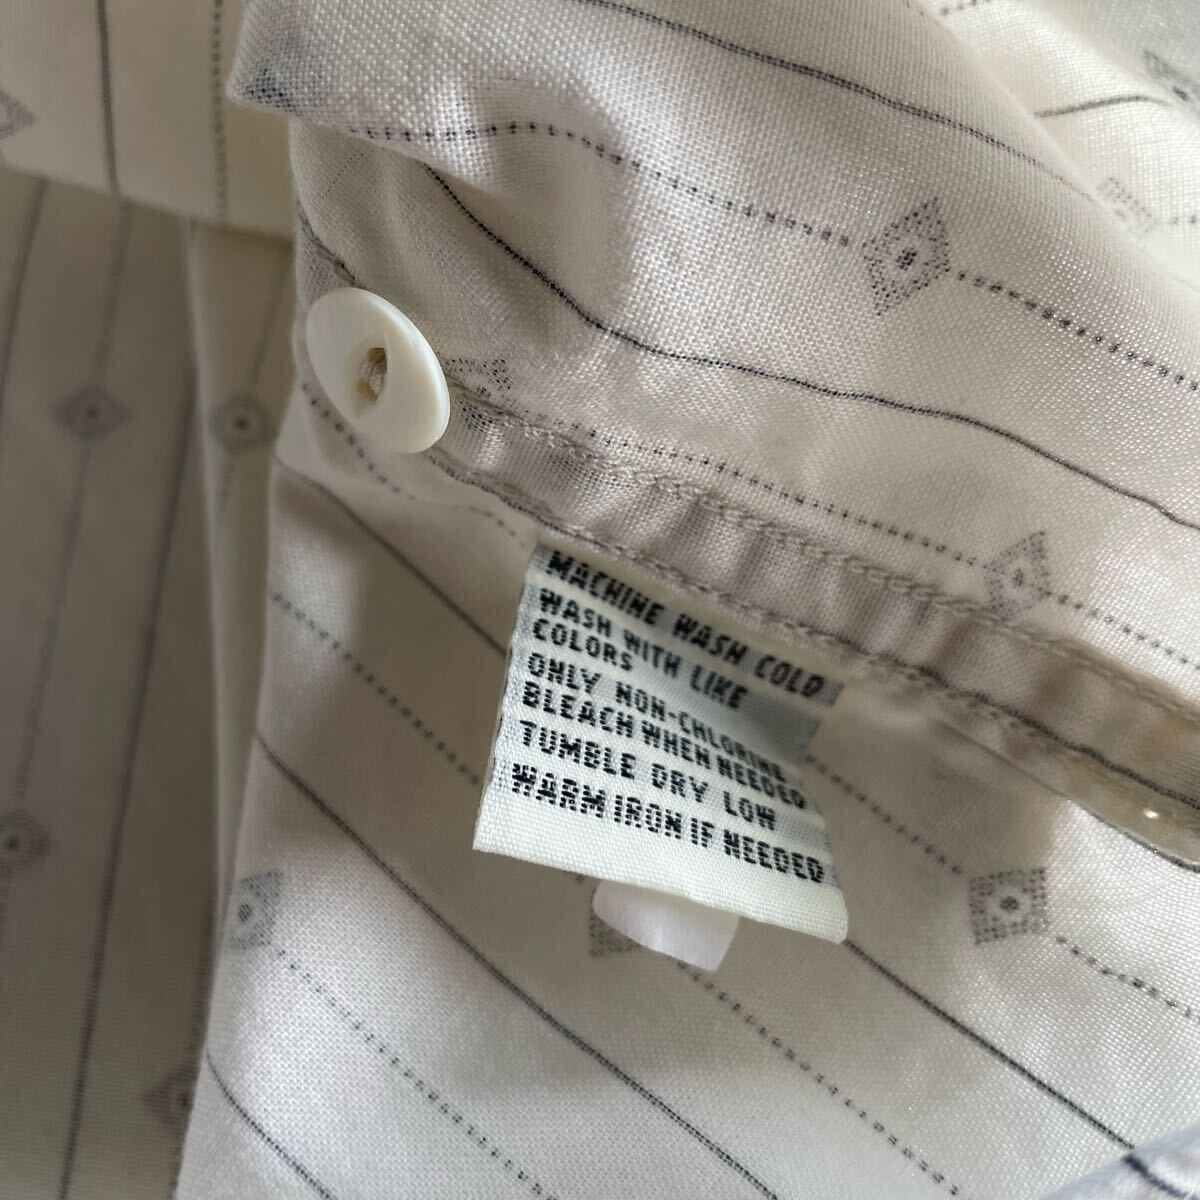 MACHINE WASH COLD
WASH WITH LIKE
COLORS
ONLY NON-CHLORINE
BLEACH WHEN NEEDED
TUMBLE DRY LOW
WARM IRON IF NEEDED